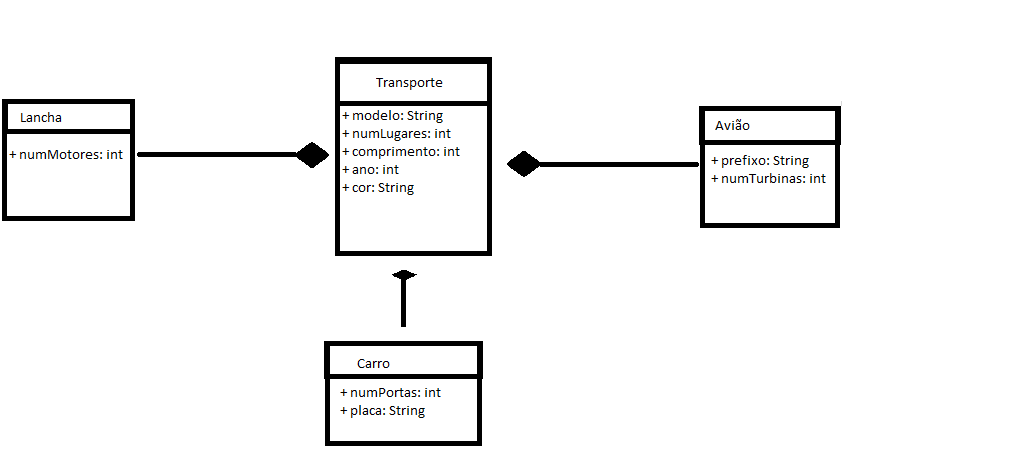 Transporte
+ modelo: String
+ numLugares: int
+ comprimento: int
+ ano: int
+ cor: String
Lancha
+ numMotores: int
Avião
+ prefixo: String
+ numTurbinas: int
Carro
+ numPortas: int
+ placa: String